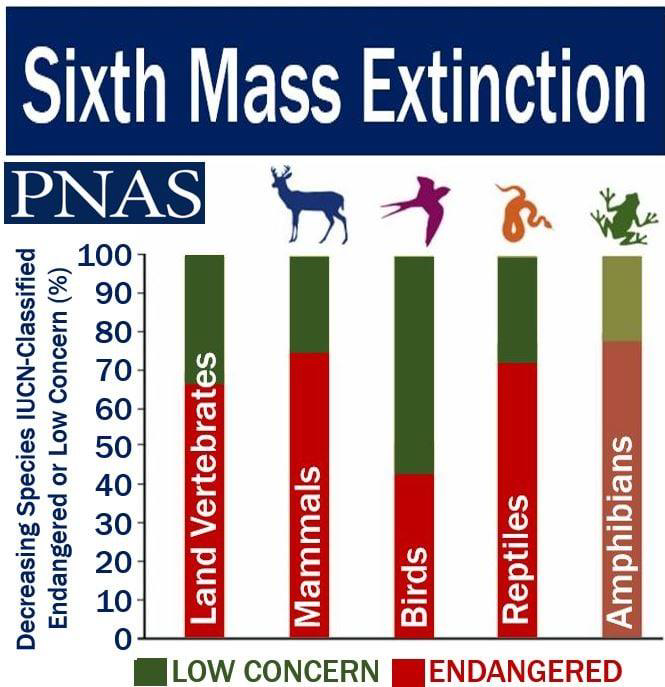 Sixth Mass Extinction
PNAS
Decreasing Species IUCN-Classified
Endangered or Low Concern (%)
100
90
80
70
60
50
40
30
20
10
0
Land Vertebrates
Mammals
Birds
Reptiles
Amphibians
LOW CONCERN ENDANGERED